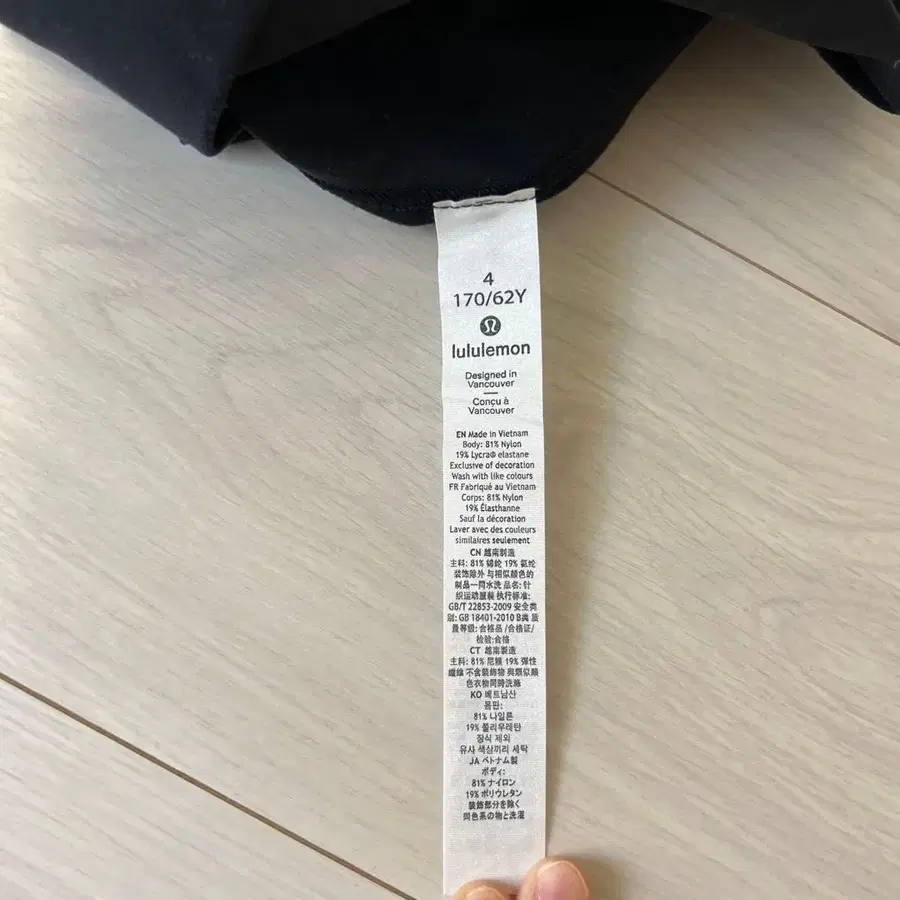 4
170/62Y
lululemon
Designed in
Vancouver
Conçu à
Vancouver
EN Made in Vietnam
Body: 81% Nylon
19% Lycra® elastane
Exclusive of decoration
Wash with like colours
FR Fabriqué au Vietnam
Corps: 81% Nylon
19% Élasthanne
Sauf la décoration
Laver avec des couleurs
similaires seulement
CN 越南制造
主料: 81% 锦纶 19% 氨纶
装饰除外 与相似颜色的
制品一同水洗 品名: 针
织运动服装 执行标准:
GB/T 22853-2009 安全类
别: GB 18401-2010 B类 质
量等级: 合格品 /合格证/
检验:合格
CT 越南製造
主料: 81% 尼龍 19% 彈性
纖維 不含裝飾物 與類似顏
色衣物同時洗滌
KO 베트남산
몸판:
81% 나일론
19% 폴리우레탄
장식 제외
유사 색상끼리 세탁
JA ベトナム製
ボディ:
81% ナイロン
19% ポリウレタン
装飾部分を除く
同色系の物と洗濯